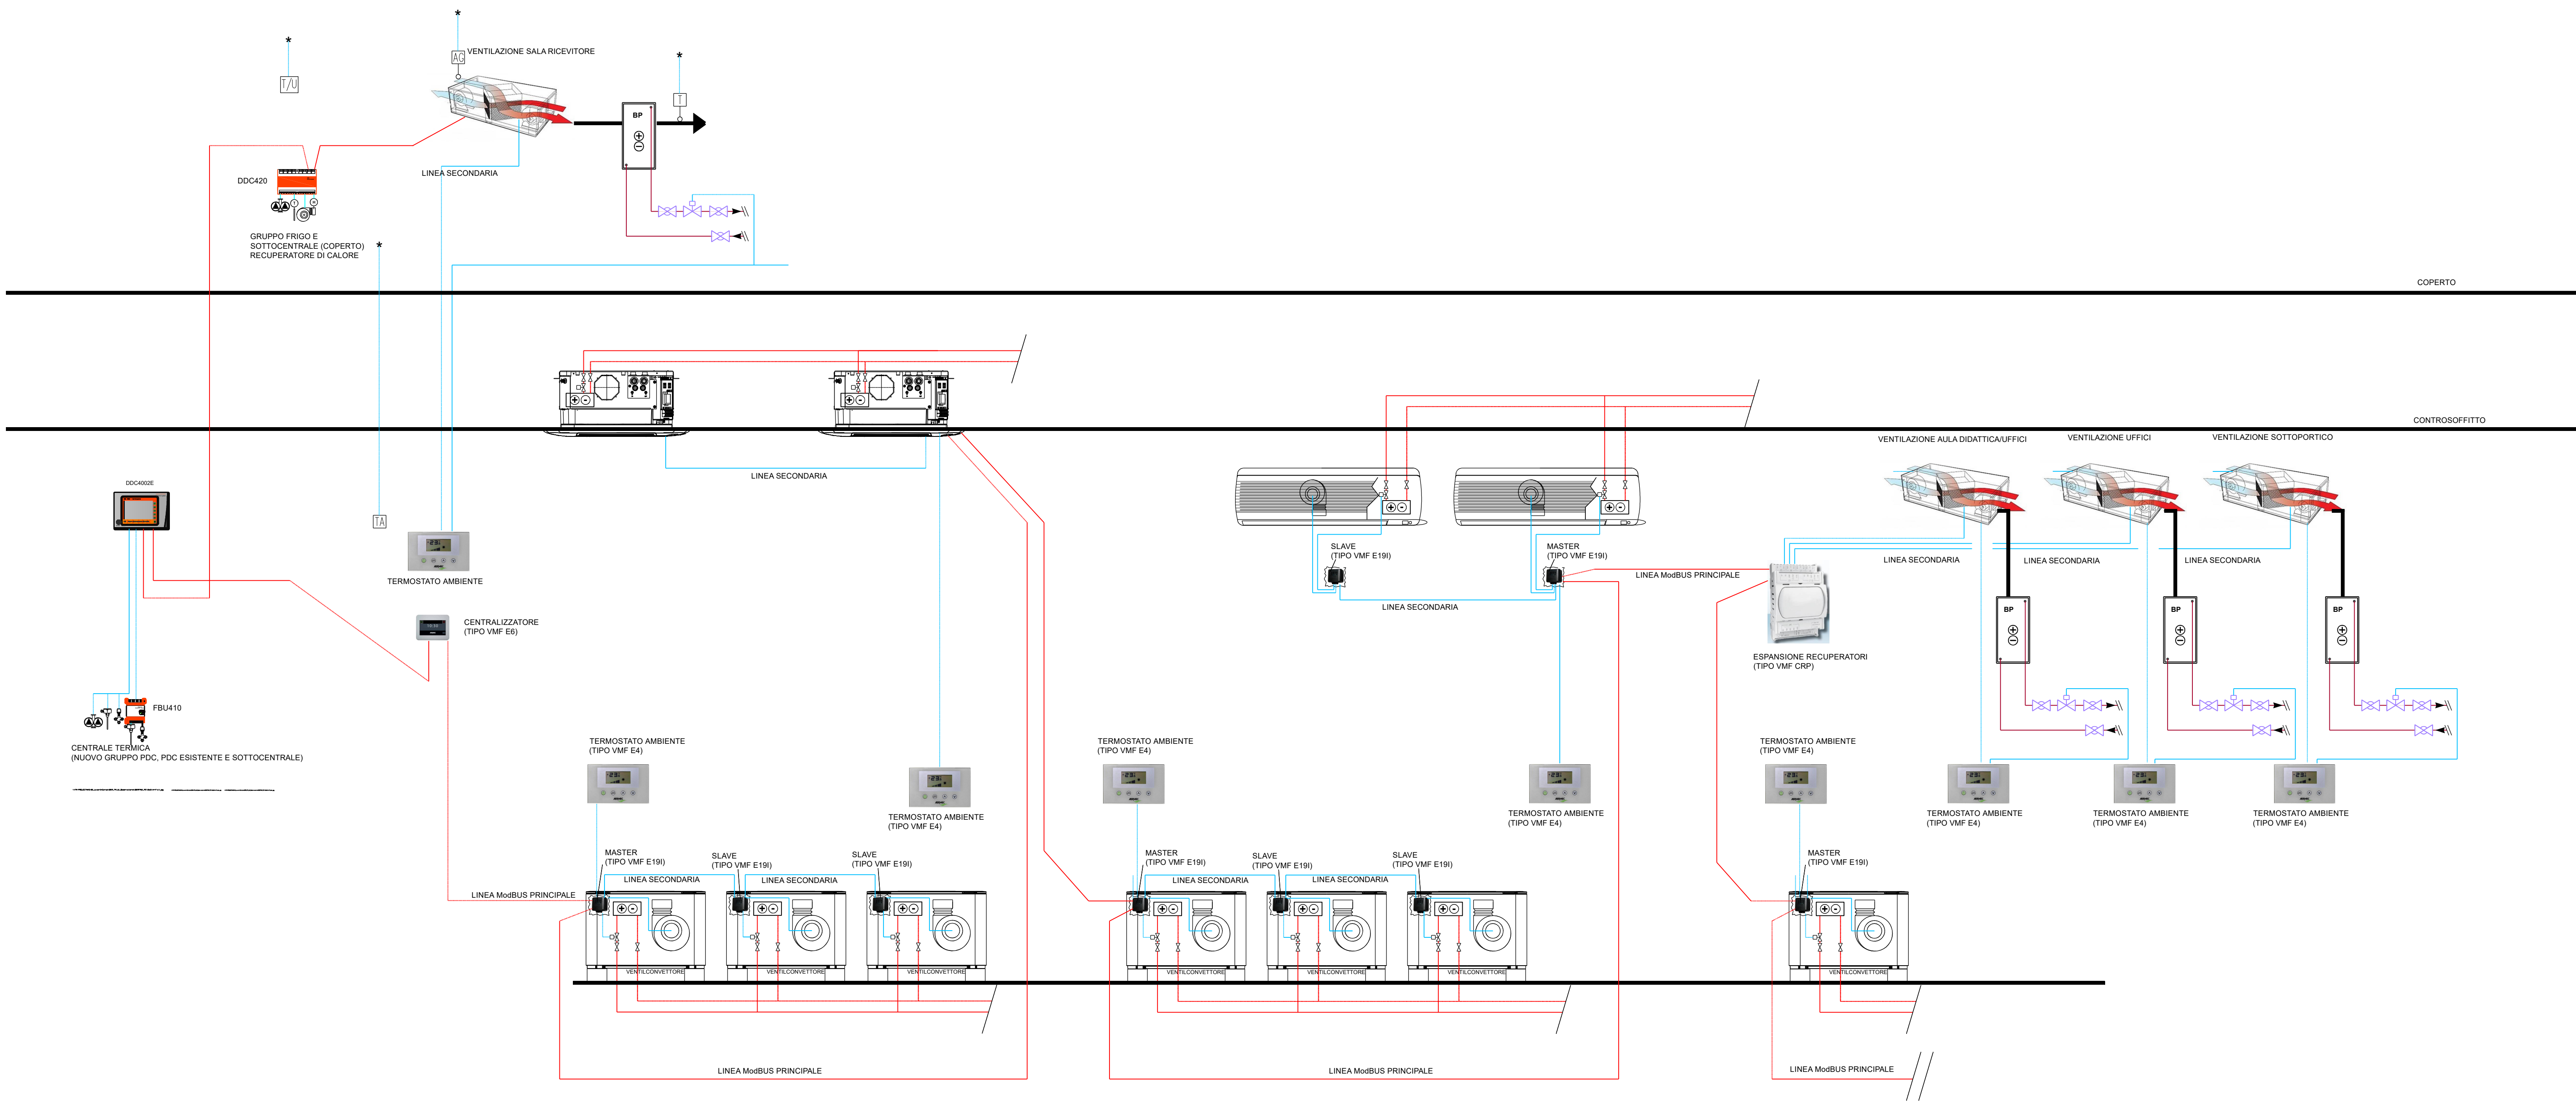 *
*
VENTILAZIONE SALA RICEVITORE
AG
*
T/U
T
BP
LINEA SECONDARIA
DDC420
GRUPPO FRIGO E
SOTTOCENTRALE (COPERTO)
RECUPERATORE DI CALORE
*
COPERTO
CONTROSOFFITTO
LINEA SECONDARIA
VENTILAZIONE AULA DIDATTICA/UFFICI
VENTILAZIONE UFFICI
VENTILAZIONE SOTTOPORTICO
DDC4002E
TA
TERMOSTATO AMBIENTE
SLAVE
(TIPO VMF E19I)
MASTER
(TIPO VMF E19I)
LINEA SECONDARIA
LINEA ModBUS PRINCIPALE
LINEA SECONDARIA
LINEA SECONDARIA
LINEA SECONDARIA
BP
BP
BP
CENTRALIZZATORE
(TIPO VMF E6)
ESPANSIONE RECUPERATORI
(TIPO VMF CRP)
FBU410
CENTRALE TERMICA
(NUOVO GRUPPO PDC, PDC ESISTENTE E SOTTOCENTRALE)
TERMOSTATO AMBIENTE
(TIPO VMF E4)
TERMOSTATO AMBIENTE
(TIPO VMF E4)
TERMOSTATO AMBIENTE
(TIPO VMF E4)
TERMOSTATO AMBIENTE
(TIPO VMF E4)
TERMOSTATO AMBIENTE
(TIPO VMF E4)
TERMOSTATO AMBIENTE
(TIPO VMF E4)
TERMOSTATO AMBIENTE
(TIPO VMF E4)
TERMOSTATO AMBIENTE
(TIPO VMF E4)
MASTER
(TIPO VMF E19I)
SLAVE
(TIPO VMF E19I)
SLAVE
(TIPO VMF E19I)
LINEA SECONDARIA
LINEA SECONDARIA
LINEA ModBUS PRINCIPALE
VENTILCONVETTORE
VENTILCONVETTORE
VENTILCONVETTORE
MASTER
(TIPO VMF E19I)
SLAVE
(TIPO VMF E19I)
SLAVE
(TIPO VMF E19I)
LINEA SECONDARIA
LINEA SECONDARIA
VENTILCONVETTORE
VENTILCONVETTORE
VENTILCONVETTORE
MASTER
(TIPO VMF E19I)
VENTILCONVETTORE
LINEA ModBUS PRINCIPALE
LINEA ModBUS PRINCIPALE
LINEA ModBUS PRINCIPALE